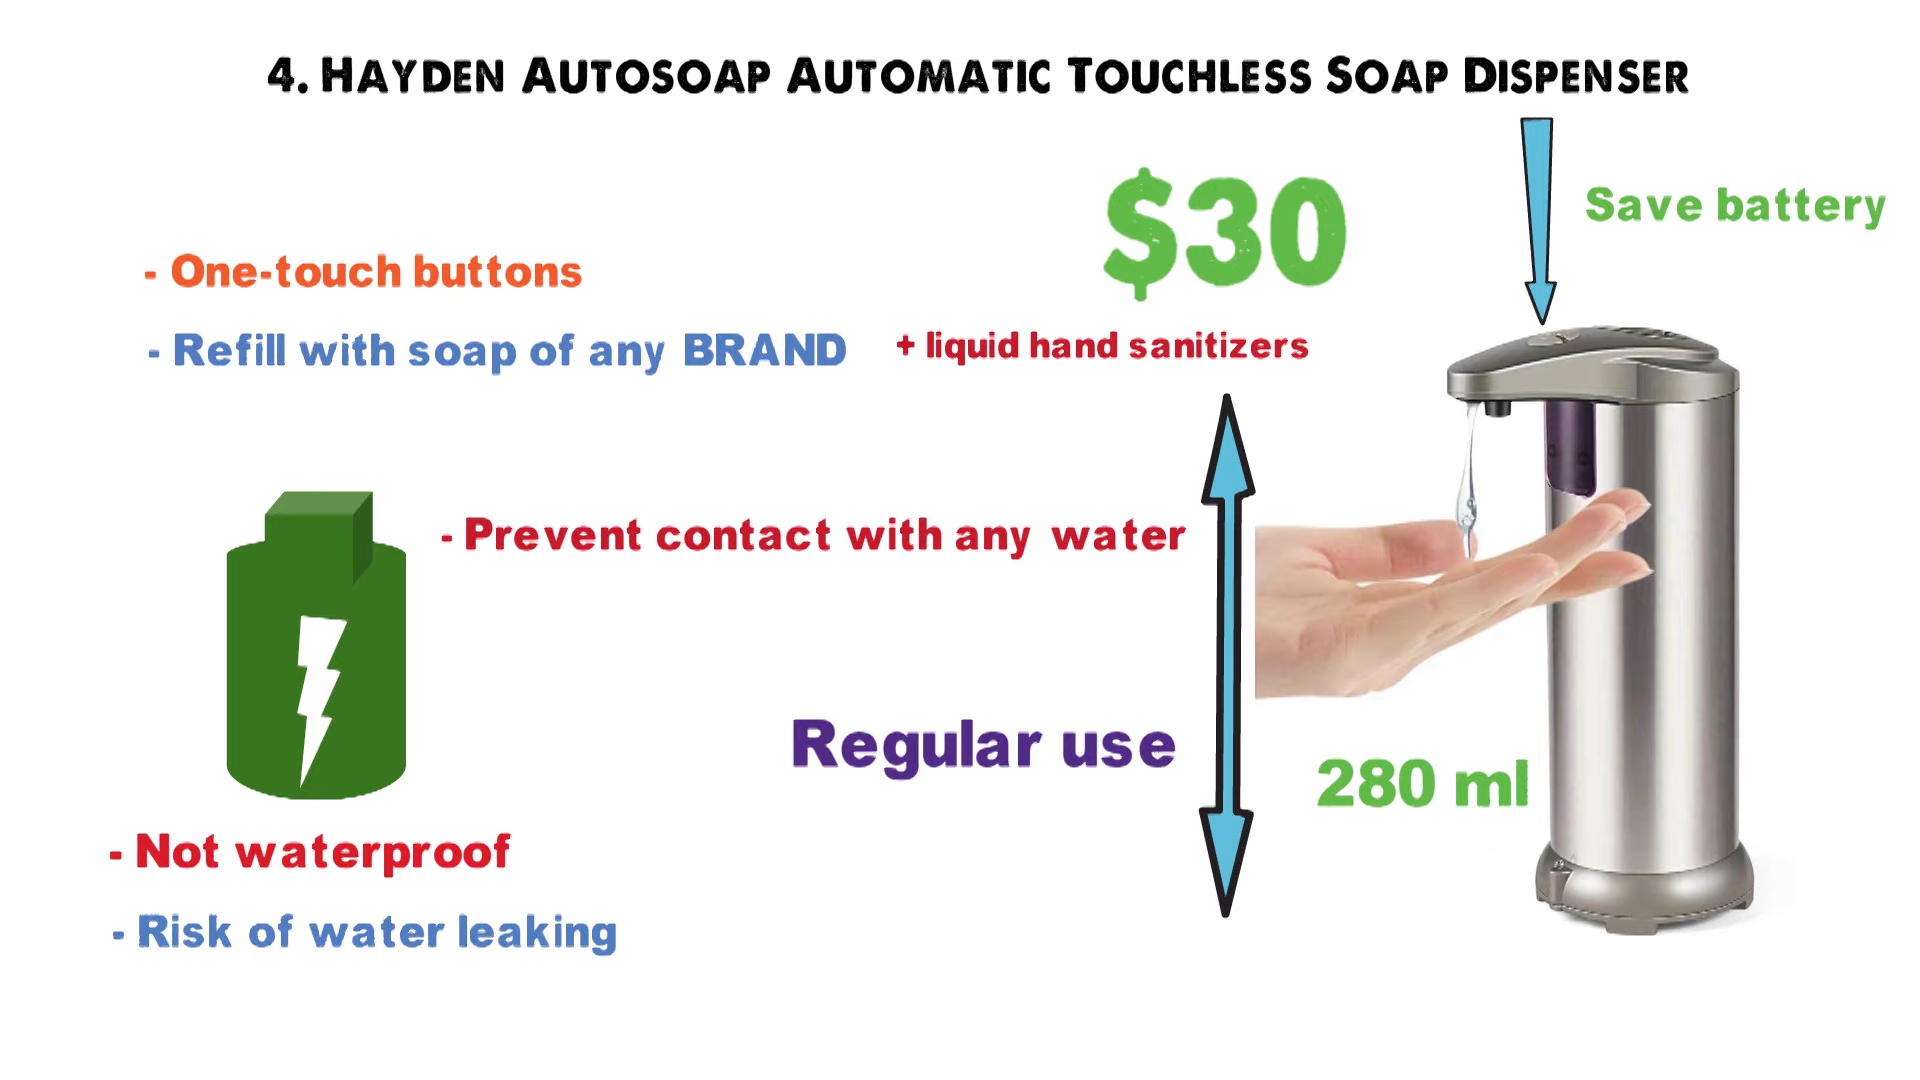 4. HAYDEN AUTOSOAP AUTOMATIC TOUCHLESS SOAP DISPENSER
$30
Save battery
- One-touch buttons
- Refill with soap of any BRAND
+ liquid hand sanitizers
- Prevent contact with any water
Regular use
280 ml
- Not waterproof
- Risk of water leaking